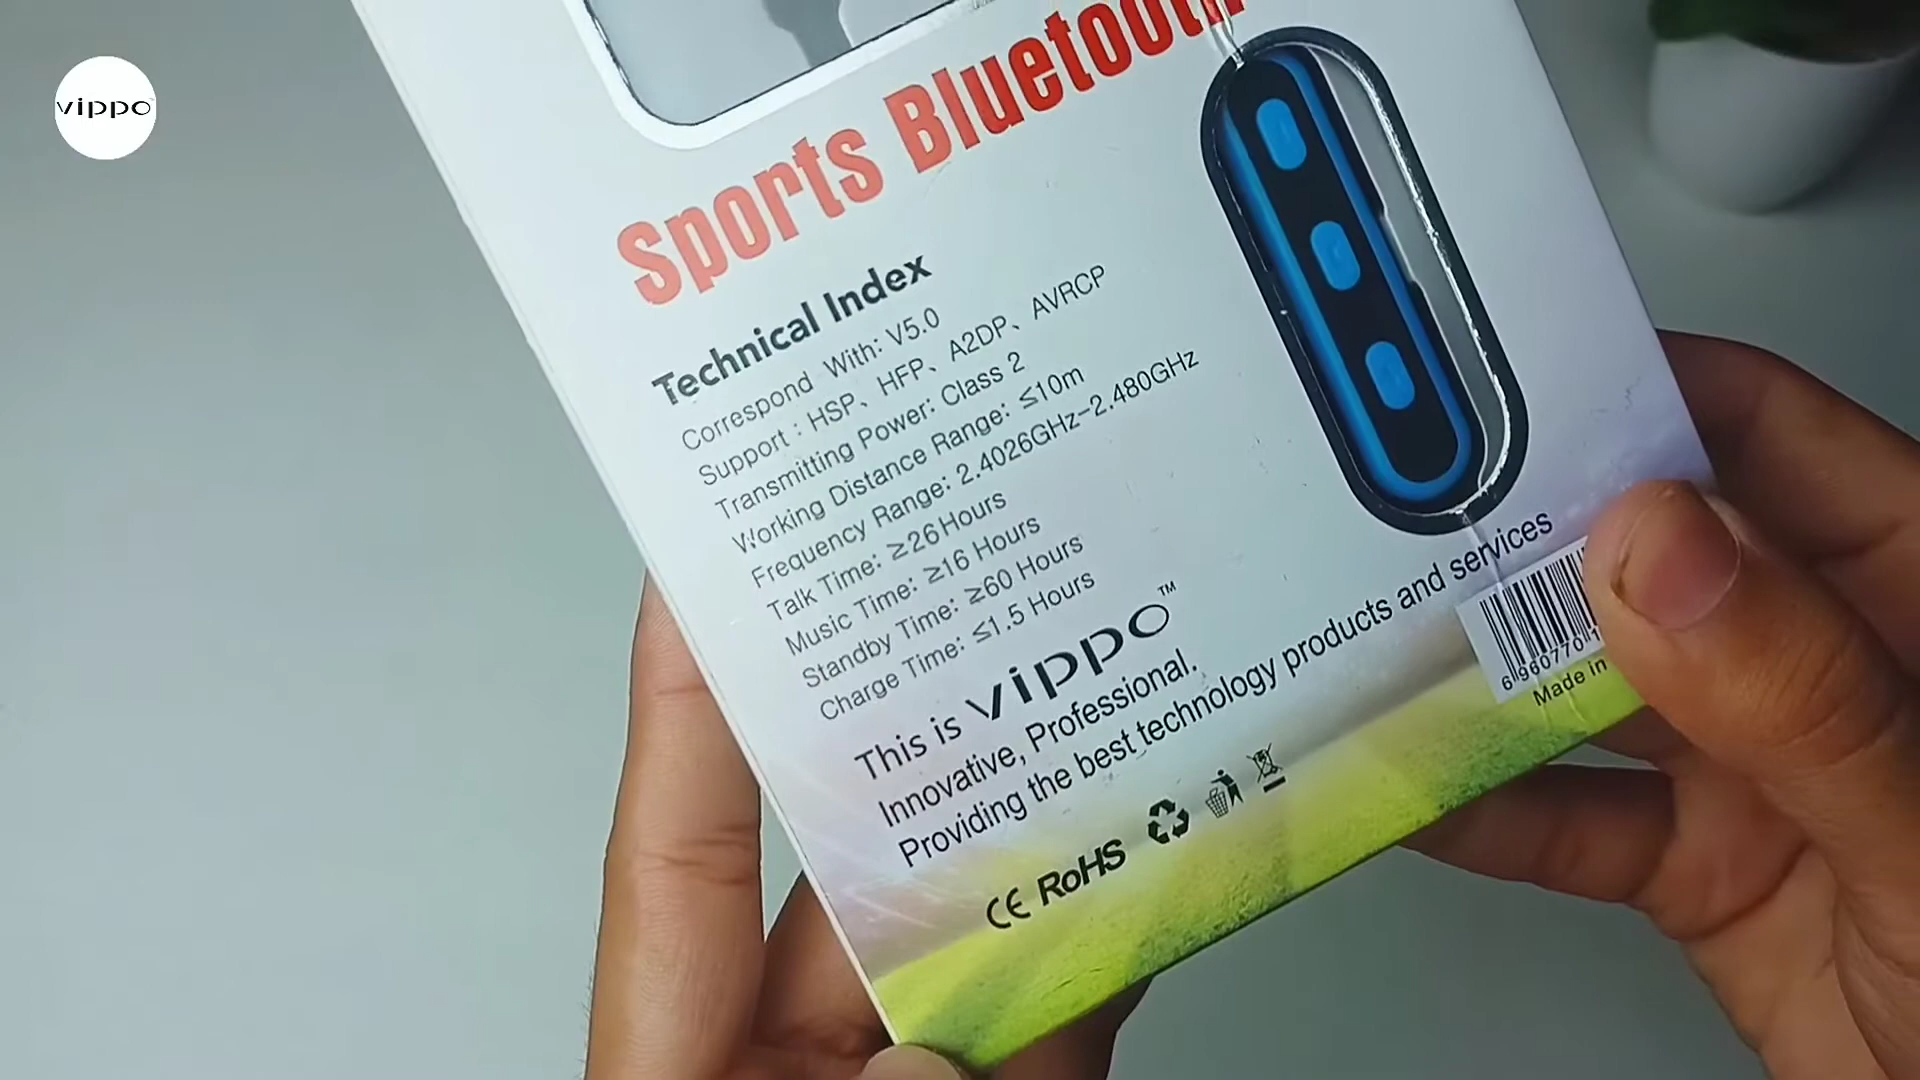 vippo
Sports Bluetooth
Technical Index
Correspond With: V5.0
Support : HSP、HFP、A2DP、AVRCP
Transmitting Power: Class 2
Working Distance Range: ≤10m
Frequency Range: 2.4026GHz-2.480GHz
Talk Time: ≥26Hours
Music Time: ≥16 Hours
Standby Time: ≥60 Hours
Charge Time: ≤1.5 Hours
This is vippo™
Innovative, Professional.
Providing the best technology products and services
CE RoHS
6 960770
Made in